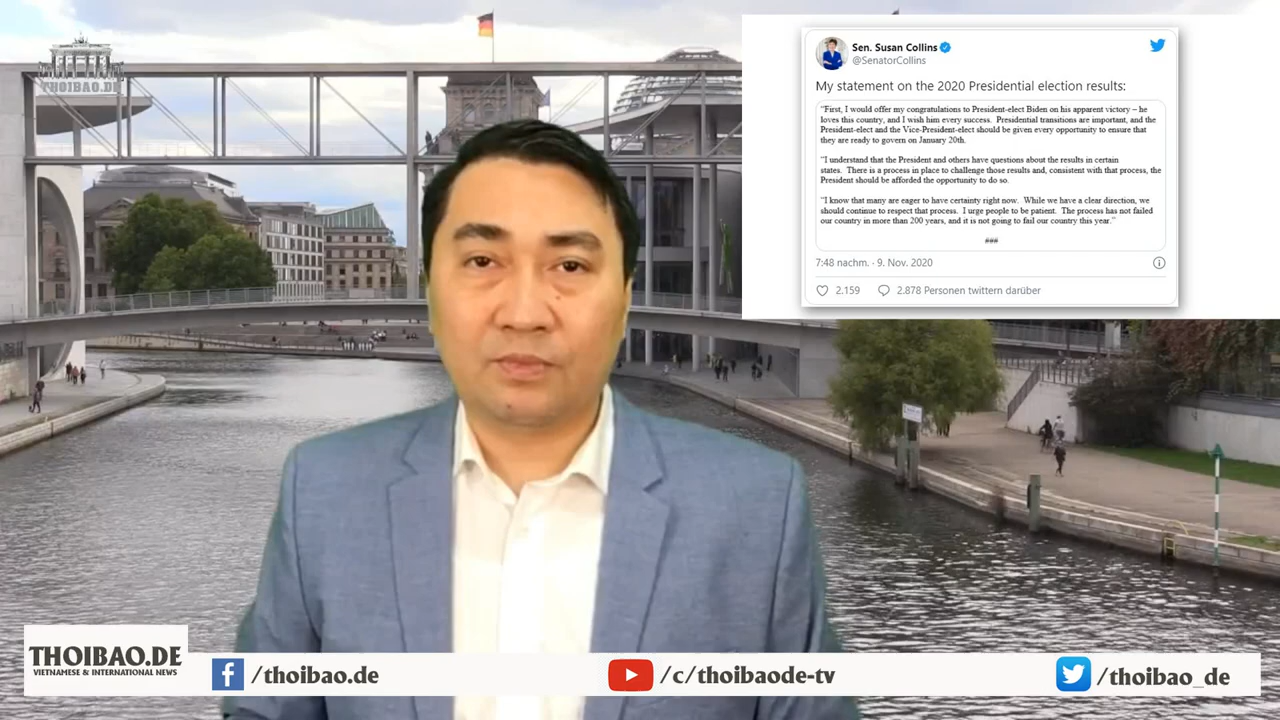 THOIBAO.DE
Sen. Susan Collins
@SenatorCollins
My statement on the 2020 Presidential election results:
"First, I would offer my congratulations to President-elect Biden on his apparent victory – he
loves this country, and I wish him every success. Presidential transitions are important, and the
President-elect and the Vice-President-elect should be given every opportunity to ensure that
they are ready to govern on January 20th.
"I understand that the President and others have questions about the results in certain
states. There is a process in place to challenge those results and, consistent with that process, the
President should be afforded the opportunity to do so.
"I know that many are eager to have certainty right now. While we have a clear direction, we
should continue to respect that process. I urge people to be patient. The process has not failed
our country in more than 200 years, and it is not going to fail our country this year."
###
7:48 nachm. · 9. Nov. 2020
2.159 2.878 Personen twittern darüber
THOIBAO.DE
VIETNAMESE & INTERNATIONAL NEWS
/thoibao.de
/c/thoibaode-tv
/thoibao_de